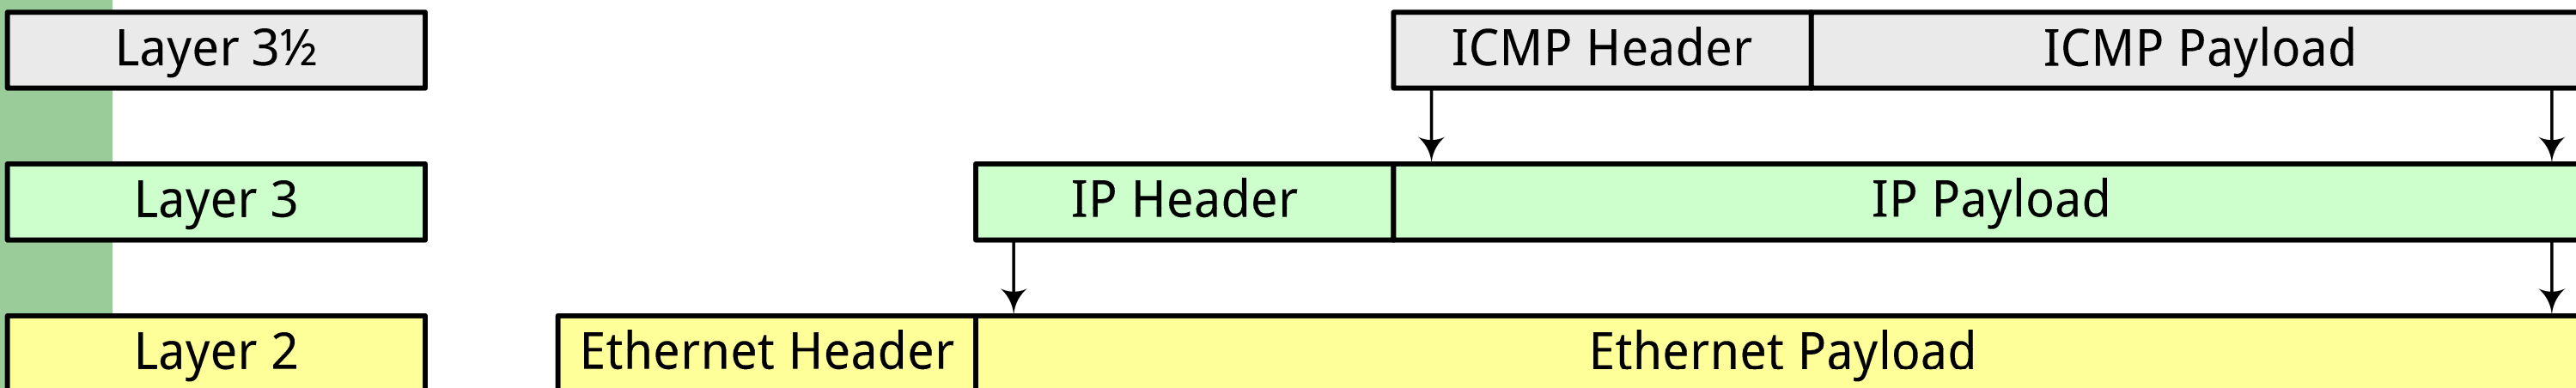 Layer 3½ ICMP Header ICMP Payload
Layer 3 IP Header IP Payload
Layer 2 Ethernet Header Ethernet Payload